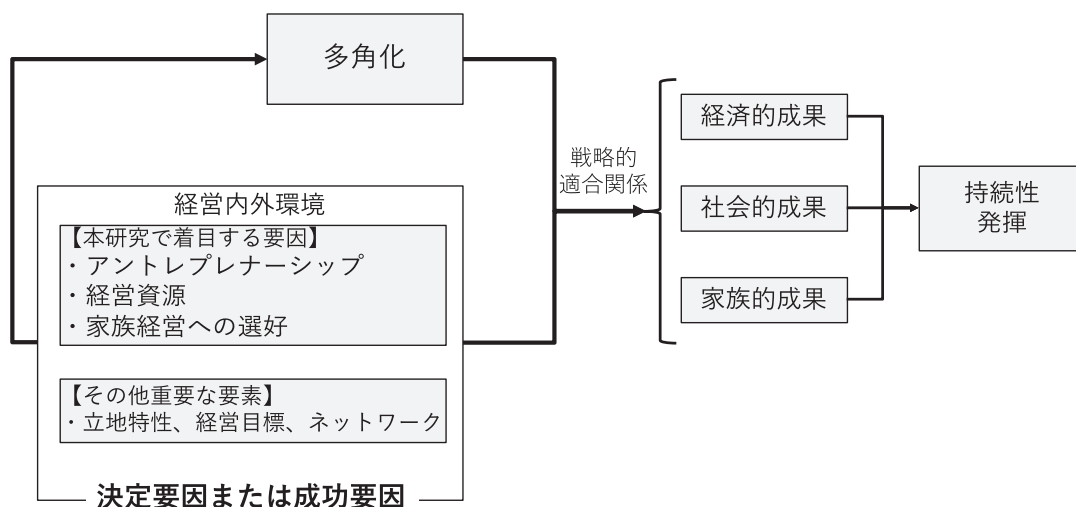 多角化
経営内外環境
【本研究で着目する要因】
・アントレプレナーシップ
・経営資源
・家族経営への選好
【その他重要な要素】
・立地特性、経営目標、ネットワーク
決定要因または成功要因
戦略的
適合関係
経済的成果
社会的成果
家族的成果
持続性
発揮